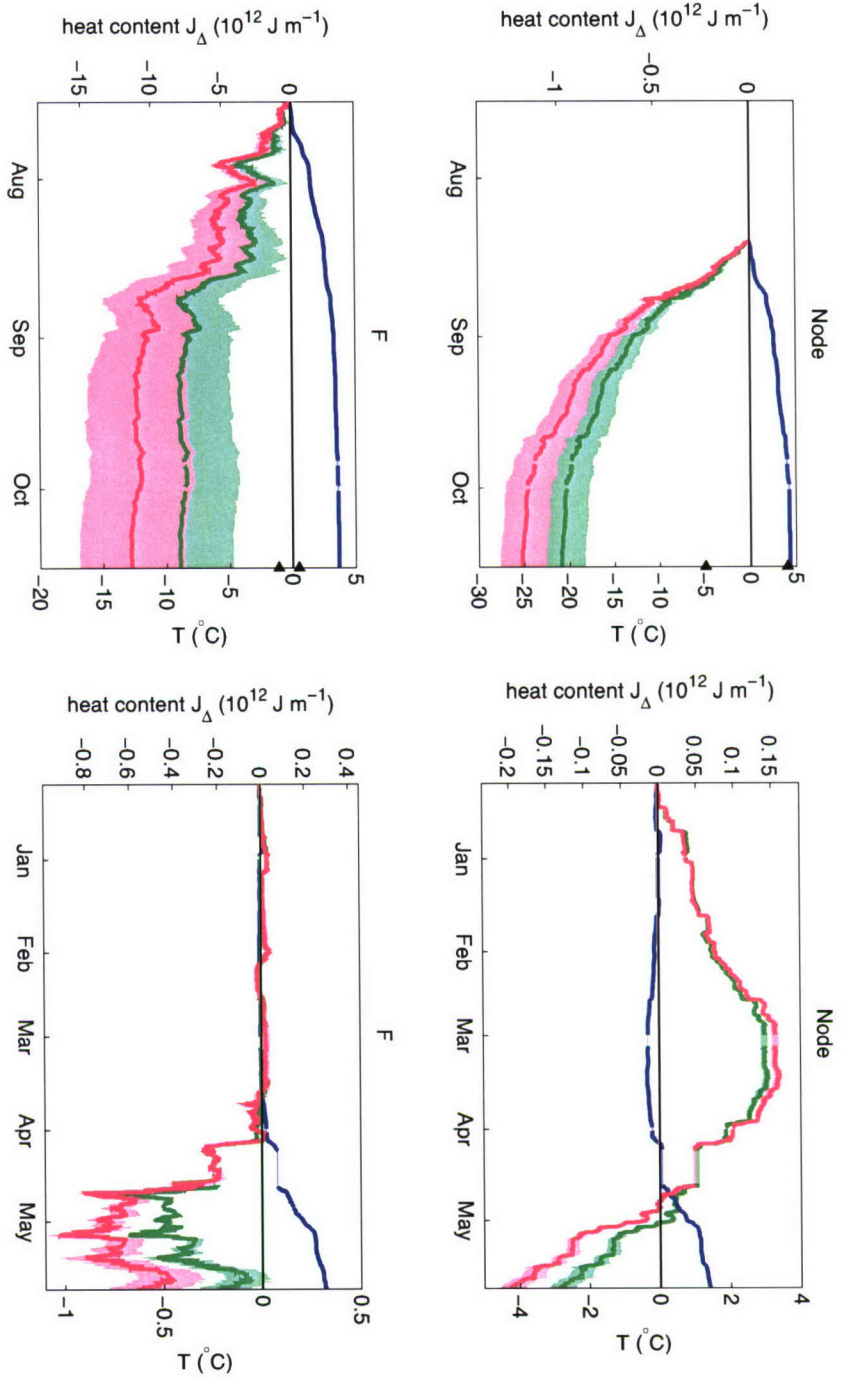 Node
heat content J_Δ (10^12 J m^−1)
0
−0.5
−1
Aug
Sep
Oct
5
0
−5
−10
−15
−20
−25
−30
T (°C)
Node
heat content J_Δ (10^12 J m^−1)
0.15
0.1
0.05
0
−0.05
−0.1
−0.15
−0.2
Jan
Feb
Mar
Apr
May
4
2
0
−2
−4
T (°C)
F
heat content J_Δ (10^12 J m^−1)
0
−5
−10
−15
Aug
Sep
Oct
5
0
−5
−10
−15
−20
T (°C)
F
heat content J_Δ (10^12 J m^−1)
0.4
0.2
0
−0.2
−0.4
−0.6
−0.8
Jan
Feb
Mar
Apr
May
0.5
0
−0.5
−1
T (°C)